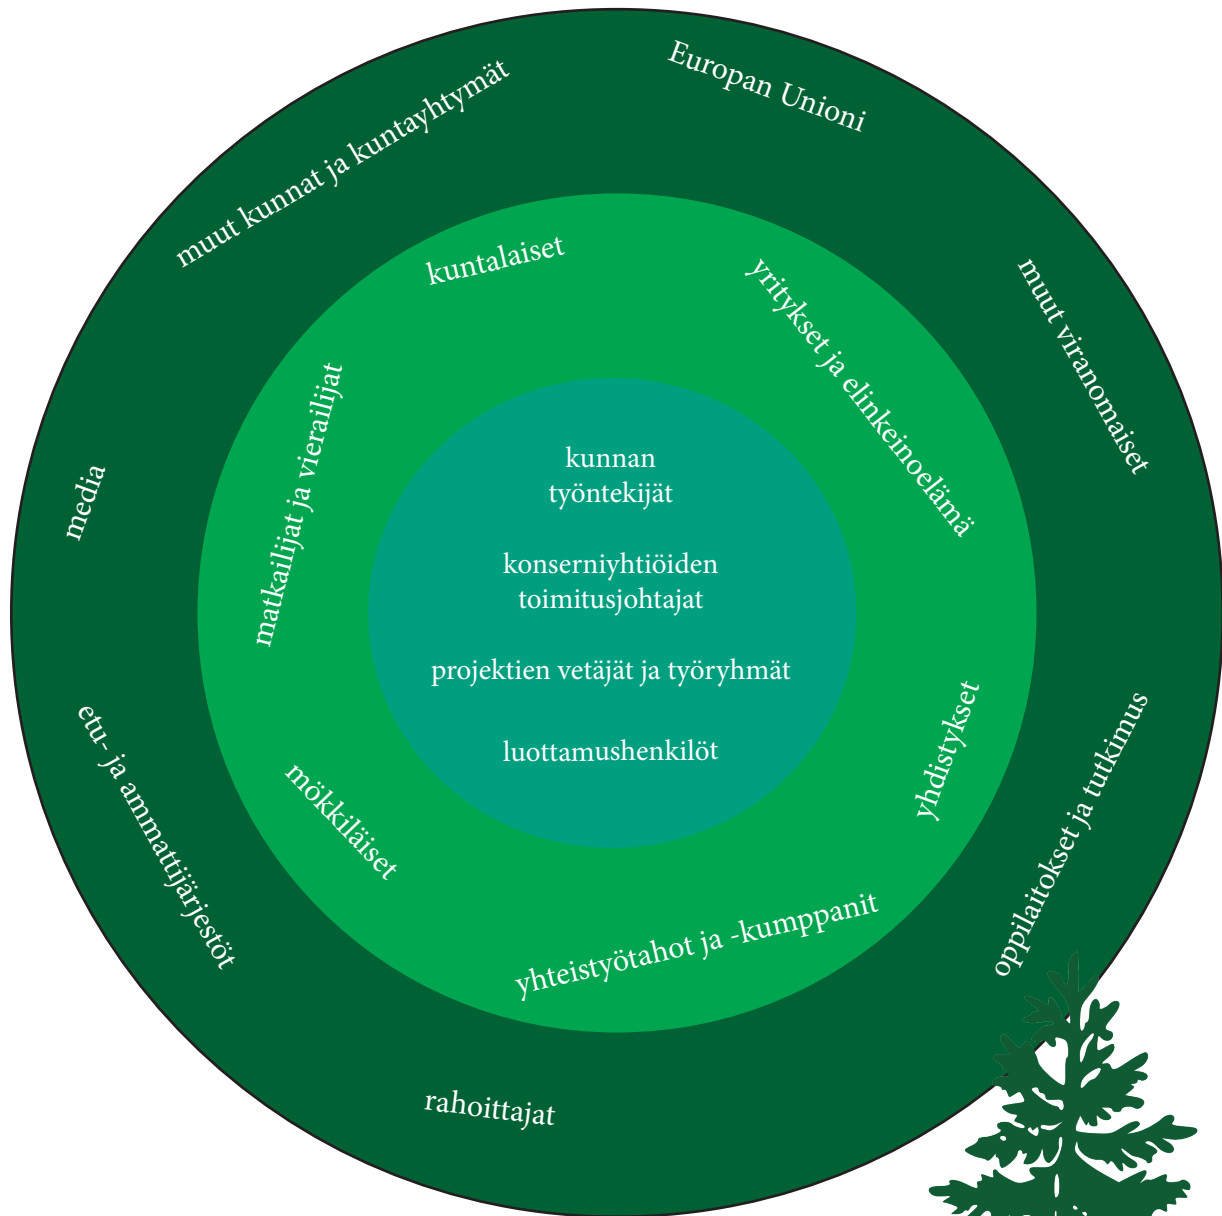 Europan Unioni
muut kunnat ja kuntayhtymät
kuntalaiset
yritykset ja elinkeinoelämä
muut viranomaiset
matkailijat ja vierailijat
media
kunnan
työntekijät
konserniyhtiöiden
toimitusjohtajat
projektien vetäjät ja työryhmät
luottamushenkilöt
etu- ja ammattijärjestöt
mökkiläiset
yhdistykset
oppilaitokset ja tutkimus
yhteistyötahot ja -kumppanit
rahoittajat